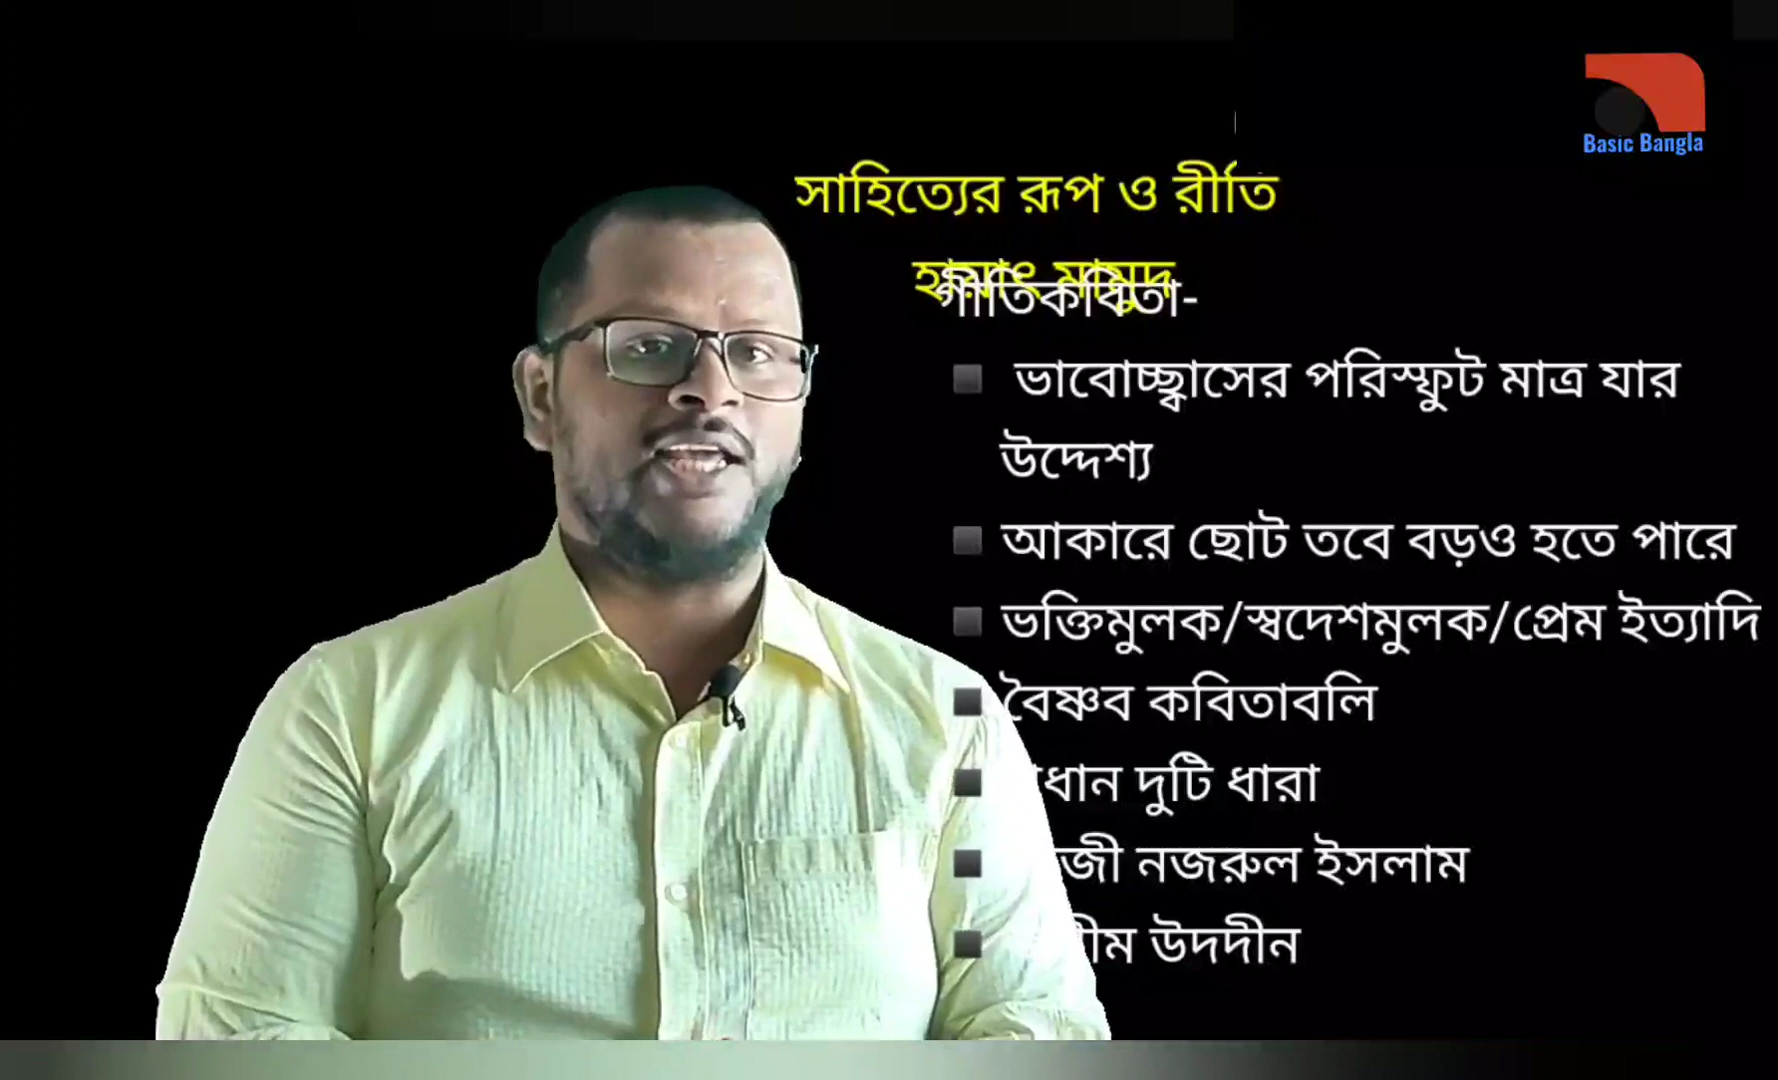 Basic Bangla
সাহিত্যের রূপ ও রীতি
হায়াৎ মামুদ
গীতিকবিতা-
ভাবোচ্ছ্বাসের পরিস্ফুট মাত্র যার
উদ্দেশ্য
আকারে ছোট তবে বড়ও হতে পারে
ভক্তিমুলক/স্বদেশমুলক/প্রেম ইত্যাদি
বৈষ্ণব কবিতাবলি
দুটি ধারা
নজরুল ইসলাম
উদদীন